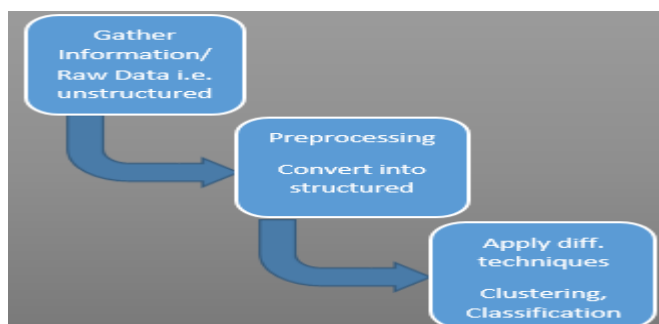 Gather
Information/
Raw Data i.e.
unstructured
Preprocessing
Convert into
structured
Apply diff.
techniques
Clustering,
Classification